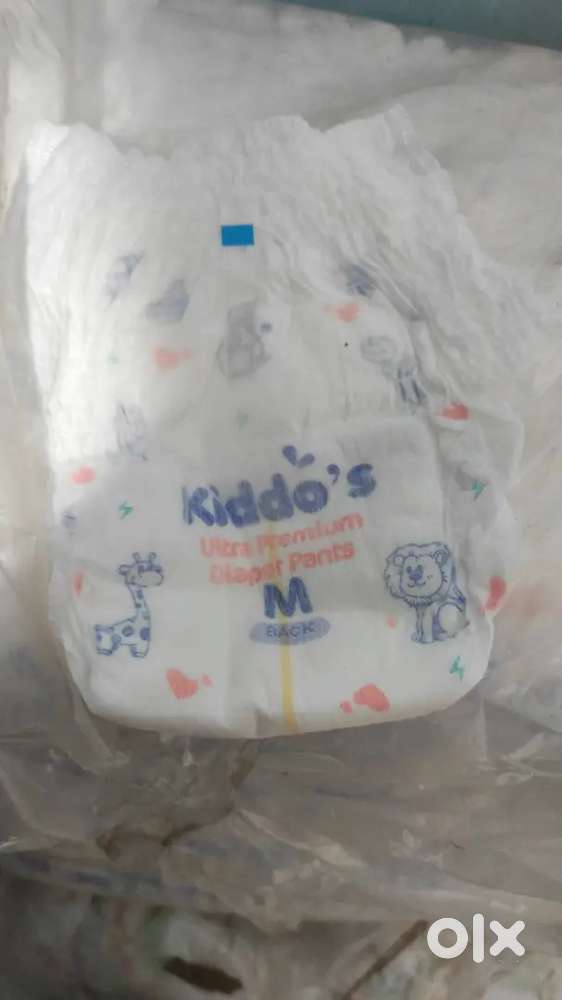 Kiddo's
Ultra Premium
Diaper Pants
M
BACK
olx